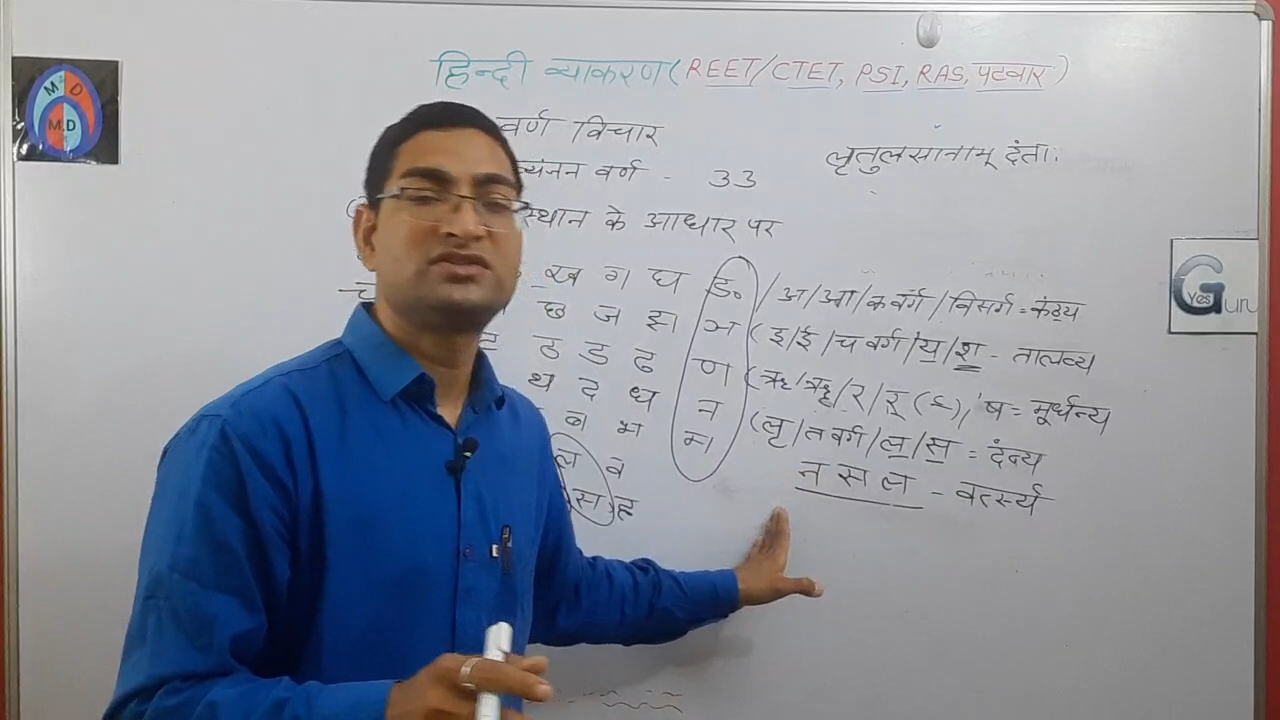 हिन्दी व्याकरण (REET/CTET, PSI, RAS, पटवार)
M D
M.D
वर्ण विचार
लृतुलसानाम् दंताः
व्यंजन वर्ण - 33
स्थान के आधार पर
ख ग घ ङ / अ/आ/क वर्ग/विसर्ग = कंठ्य
च छ ज झ ञ (इ/ई/च वर्ग/य/श - तालव्य
ट ठ ड ढ ण (ऋ/ॠ/र/ऱ्( )/ष = मूर्धन्य
थ द ध न (लृ/त वर्ग/ल/स = दंन्य
ब भ म
ल व
न स ल - वर्त्स्य
स ह
G Yes Guru